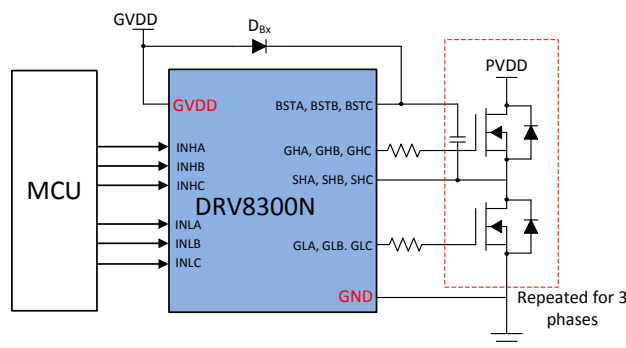 GVDD
DBx
PVDD
GVDD
BSTA, BSTB, BSTC
INHA
GHA, GHB, GHC
INHB
INHC
SHA, SHB, SHC
MCU
DRV8300N
INLA
INLB
GLA, GLB. GLC
INLC
GND
Repeated for 3
phases